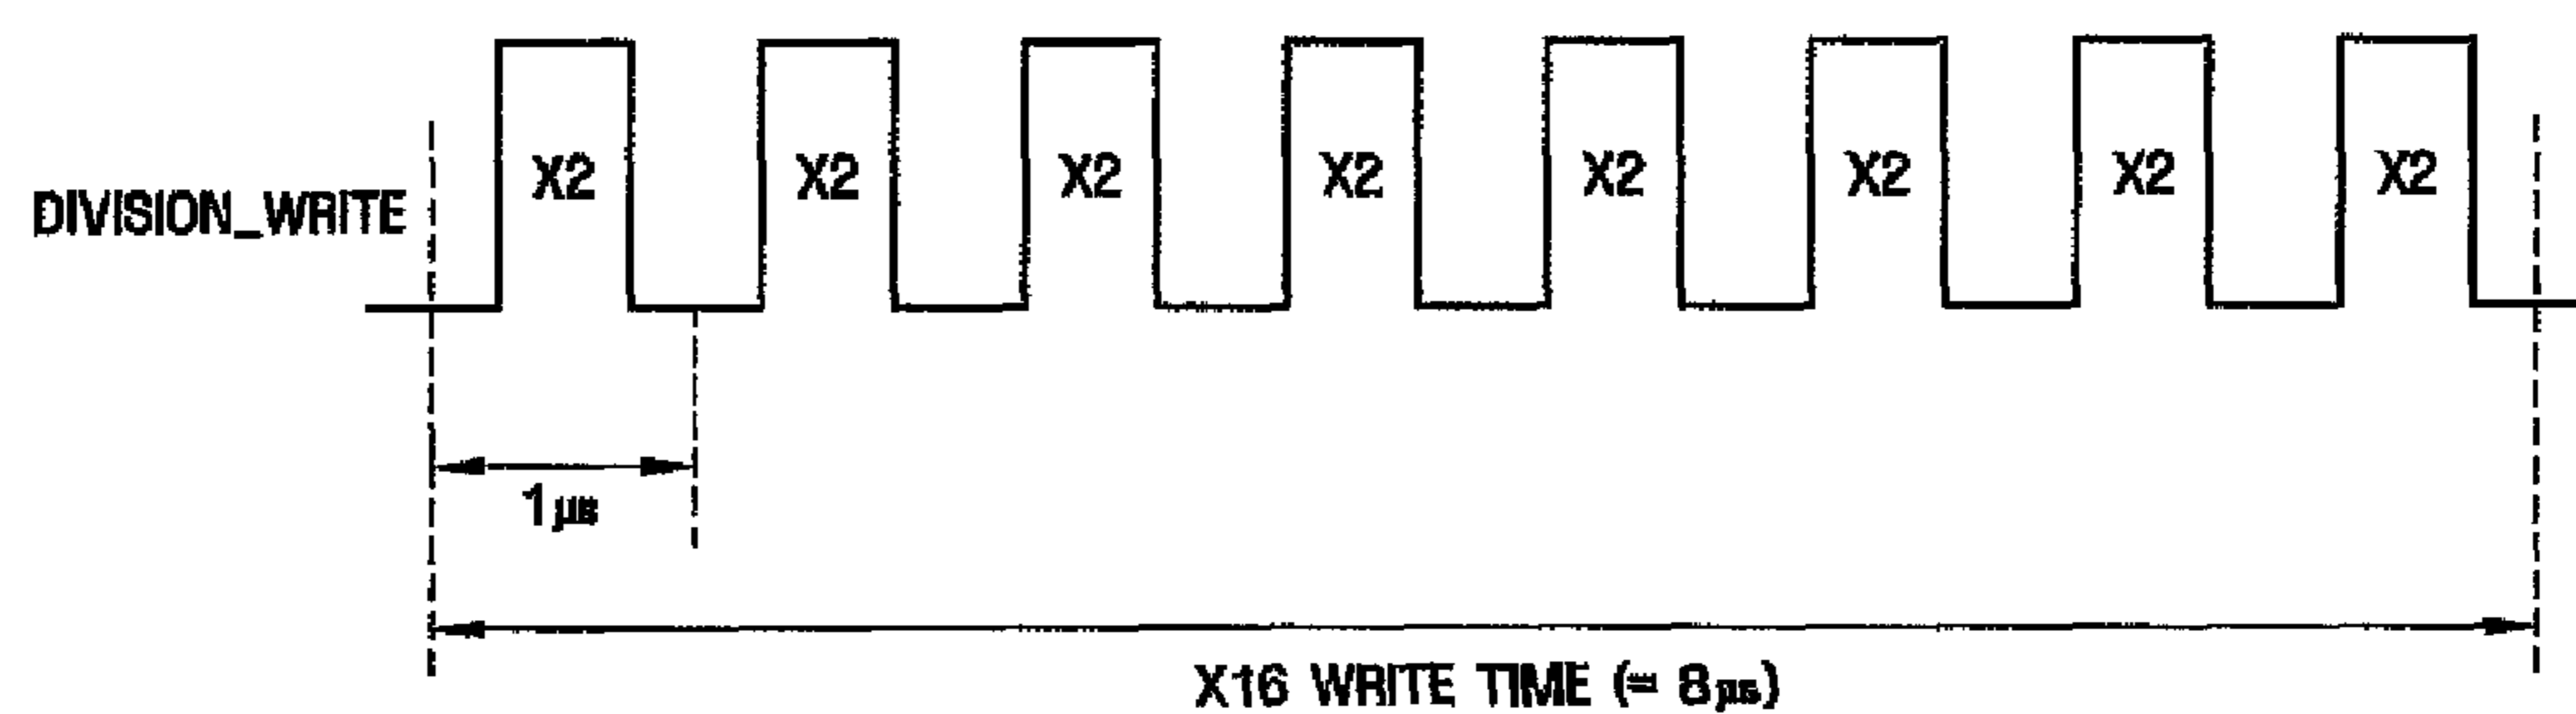 X2 X2 X2 X2 X2 X2 X2 X2
DIVISION_WRITE
1μs
X16 WRITE TIME (= 8μs)